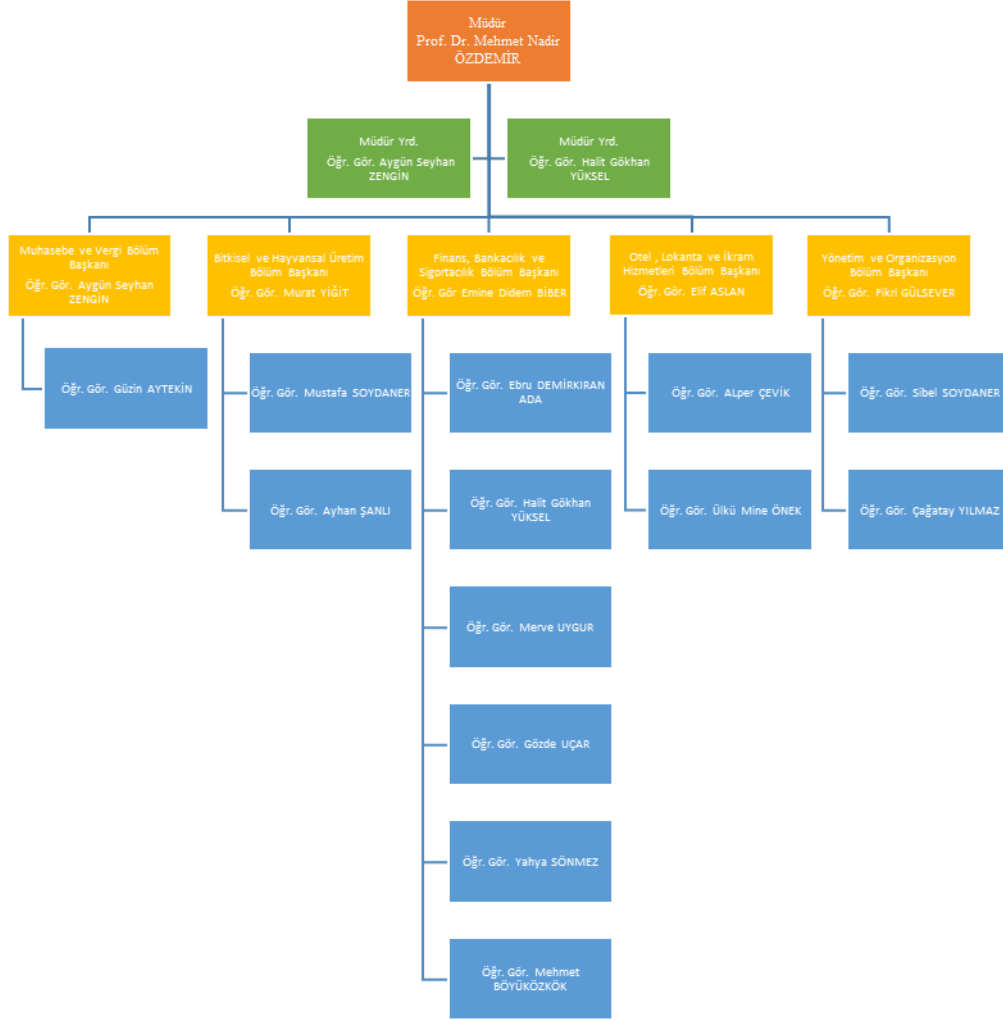 Müdür
Prof. Dr. Mehmet Nadir
ÖZDEMİR
Müdür Yrd.
Öğr. Gör. Aygün Seyhan
ZENGİN
Müdür Yrd.
Öğr. Gör. Halit Gökhan
YÜKSEL
Muhasebe ve Vergi Bölüm
Başkanı
Öğr. Gör. Aygün Seyhan
ZENGİN
Bitkisel ve Hayvansal Üretim
Bölüm Başkanı
Öğr. Gör. Murat YİĞİT
Finans, Bankacılık ve
Sigortacılık Bölüm Başkanı
Öğr. Gör Emine Didem BİBER
Otel , Lokanta ve İkram
Hizmetleri Bölüm Başkanı
Öğr. Gör. Elif ASLAN
Yönetim ve Organizasyon
Bölüm Başkanı
Öğr. Gör. Fikri GÜLSEVER
Öğr. Gör. Güzin AYTEKİN
Öğr. Gör. Mustafa SOYDANER
Öğr. Gör. Ayhan ŞANLI
Öğr. Gör. Ebru DEMİRKIRAN
ADA
Öğr. Gör. Halit Gökhan
YÜKSEL
Öğr. Gör. Merve UYGUR
Öğr. Gör. Gözde UÇAR
Öğr. Gör. Yahya SÖNMEZ
Öğr. Gör. Mehmet
BÖYÜKÖZKÖK
Öğr. Gör. ALper ÇEVİK
Öğr. Gör. Ülkü Mine ÖNEK
Öğr. Gör. Sibel SOYDANER
Öğr. Gör. Çağatay YILMAZ